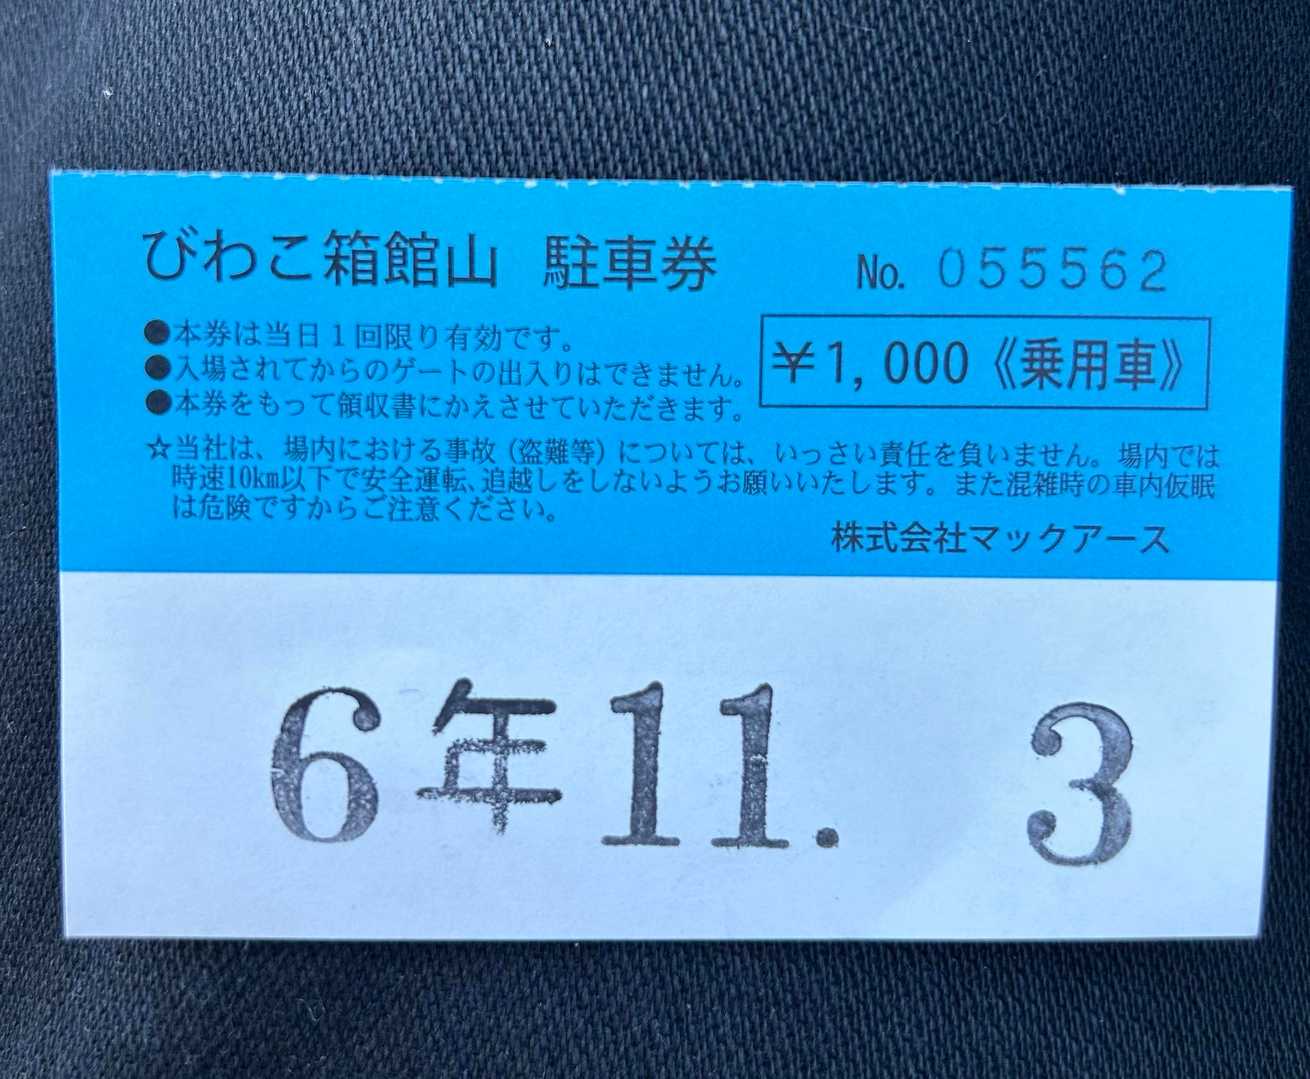 びわこ箱館山 駐車券
No. 055562
●本券は当日1回限り有効です。
●入場されてからのゲートの出入りはできません。
●本券をもって領収書にかえさせていただきます。
¥1,000《乗用車》
☆当社は、場内における事故(盗難等)については、いっさい責任を負いません。場内では
時速10km以下で安全運転、追越しをしないようお願いいたします。また混雑時の車内仮眠
は危険ですからご注意ください。
株式会社マックアース
6年11. 3